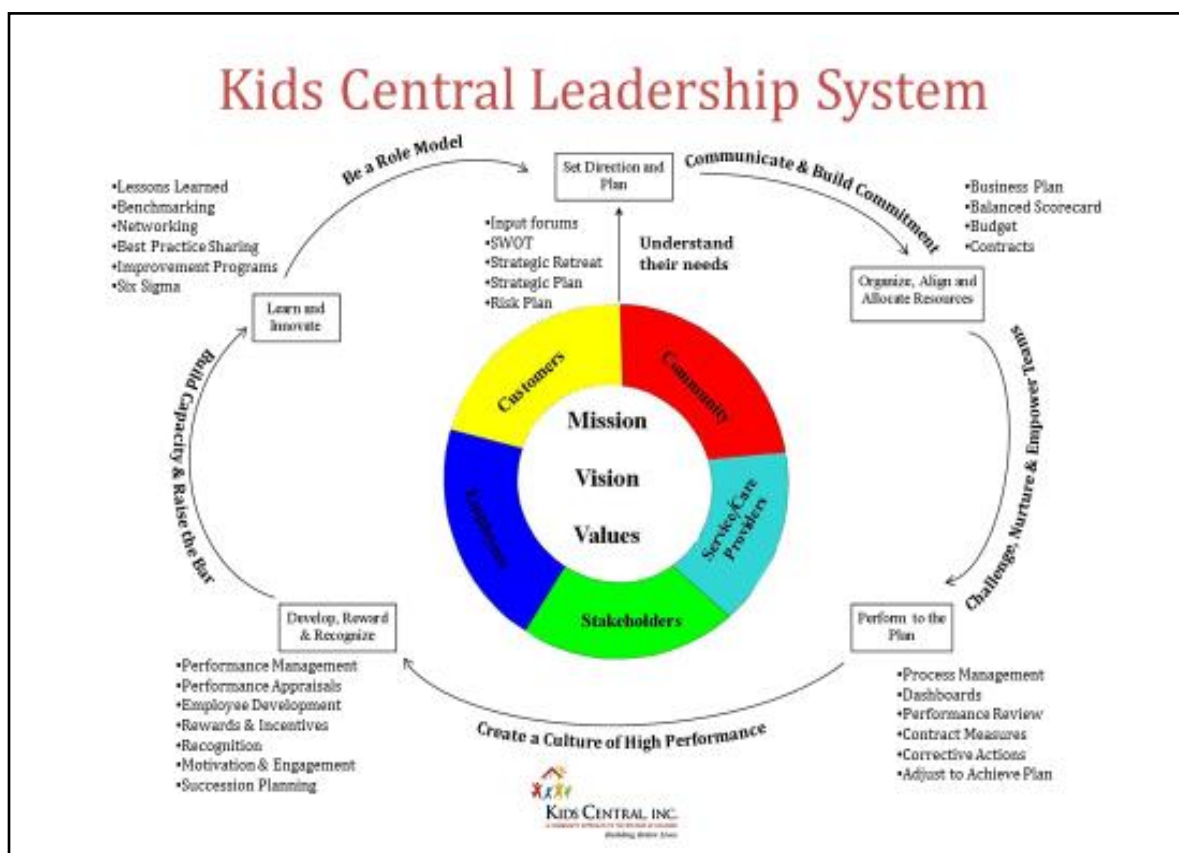 Kids Central Leadership System
Be a Role Model
Set Direction and
Plan
Communicate & Build Commitment
•Lessons Learned
•Benchmarking
•Networking
•Best Practice Sharing
•Improvement Programs
•Six Sigma
•Input forums
•SWOT
•Strategic Retreat
•Strategic Plan
•Risk Plan
Understand
their needs
•Business Plan
•Balanced Scorecard
•Budget
•Contracts
Organize, Align and
Allocate Resources
Learn and
Innovate
Customers
Community
Mission
Vision
Values
Employees
Service/Care
Providers
Stakeholders
Build Capacity & Raise the Bar
Challenge, Nurture & Empower Teams
Develop, Reward
& Recognize
Perform to the
Plan
•Performance Management
•Performance Appraisals
•Employee Development
•Rewards & Incentives
•Recognition
•Motivation & Engagement
•Succession Planning
Create a Culture of High Performance
•Process Management
•Dashboards
•Performance Review
•Contract Measures
•Corrective Actions
•Adjust to Achieve Plan
KIDS CENTRAL, INC.
Building Better Lives